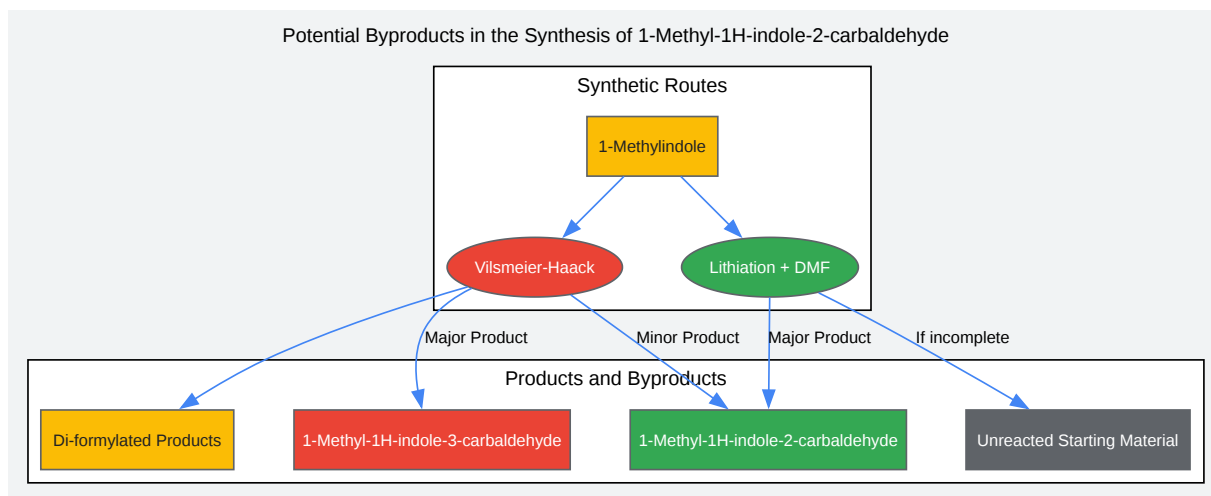 Potential Byproducts in the Synthesis of 1-Methyl-1H-indole-2-carbaldehyde
Synthetic Routes
1-Methylindole
Vilsmeier-Haack
Lithiation + DMF
Major Product
Minor Product
Major Product
If incomplete
Products and Byproducts
Di-formylated Products
1-Methyl-1H-indole-3-carbaldehyde
1-Methyl-1H-indole-2-carbaldehyde
Unreacted Starting Material